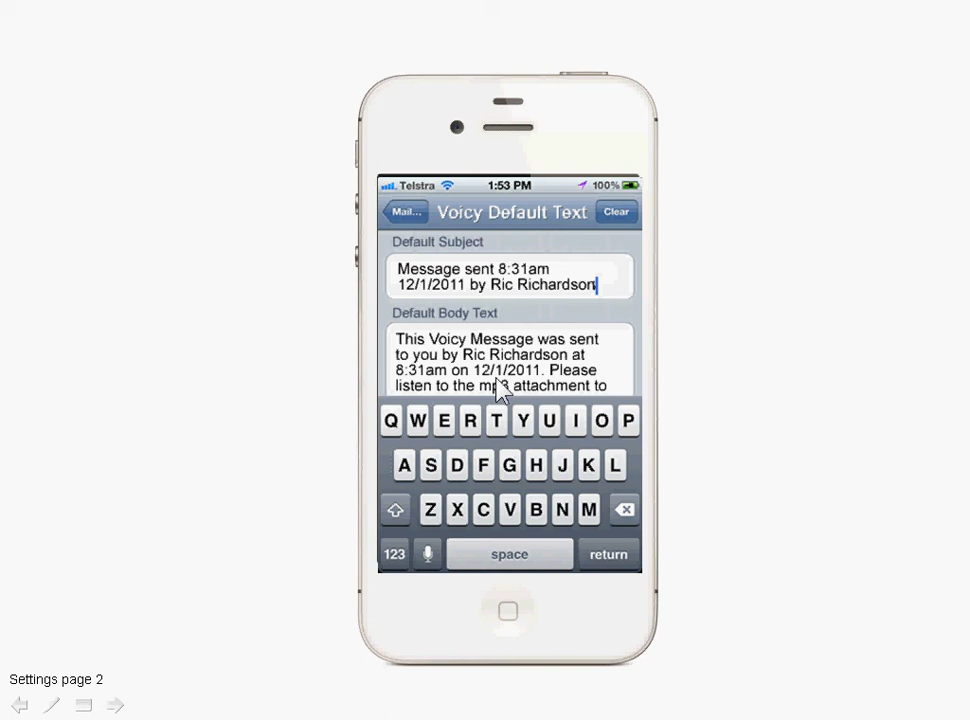 Telstra 1:53 PM 100%
Mail... Voicy Default Text Clear
Default Subject
Message sent 8:31am
12/1/2011 by Ric Richardson
Default Body Text
This Voicy Message was sent
to you by Ric Richardson at
8:31am on 12/1/2011. Please
listen to the mp3 attachment to
Q W E R T Y U I O P
A S D F G H J K L
Z X C V B N M
123 space return
Settings page 2